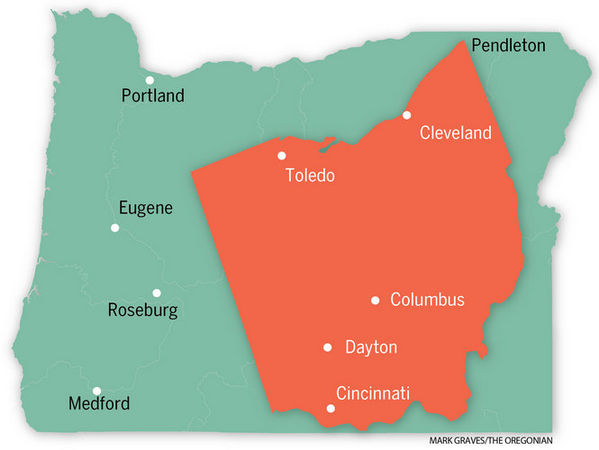 Pendleton
Portland
Cleveland
Toledo
Eugene
Columbus
Roseburg
Dayton
Cincinnati
Medford
MARK GRAVES/THE OREGONIAN